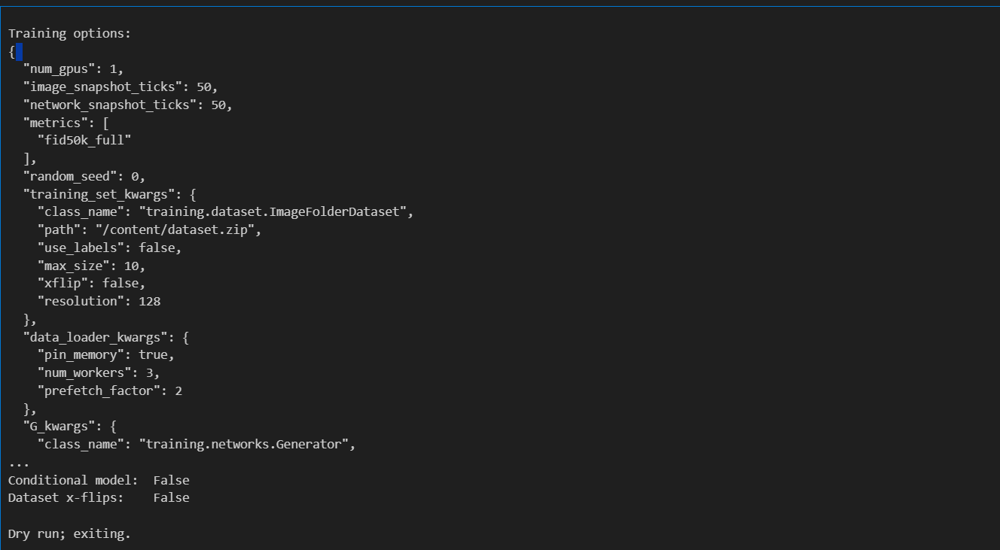 Training options:
{
  "num_gpus": 1,
  "image_snapshot_ticks": 50,
  "network_snapshot_ticks": 50,
  "metrics": [
    "fid50k_full"
  ],
  "random_seed": 0,
  "training_set_kwargs": {
    "class_name": "training.dataset.ImageFolderDataset",
    "path": "/content/dataset.zip",
    "use_labels": false,
    "max_size": 10,
    "xflip": false,
    "resolution": 128
  },
  "data_loader_kwargs": {
    "pin_memory": true,
    "num_workers": 3,
    "prefetch_factor": 2
  },
  "G_kwargs": {
    "class_name": "training.networks.Generator",
...
Conditional model:  False
Dataset x-flips:    False

Dry run; exiting.